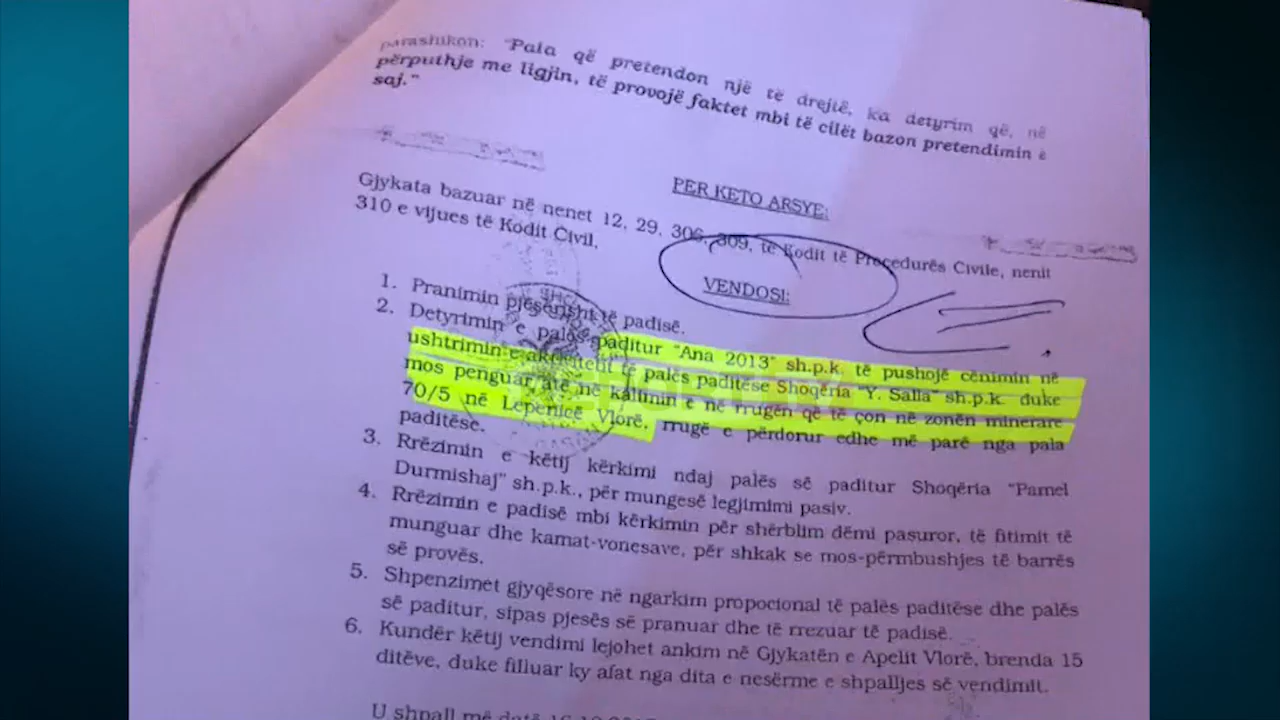 parashikon: "Pala që pretendon një të drejtë, ka detyrim që, në
përputhje me ligjin, të provojë faktet mbi të cilët bazon pretendimin e
saj."
PER KETO ARSYE:
Gjykata bazuar në nenet 12, 29, 306, 309, të Kodit të Procedurës Civile, nenit
310 e vijues të Kodit Civil,
VENDOSI:
1. Pranimin pjesërisht të padisë.
2. Detyrimin e palës paditur "Ana 2013" sh.p.k. të pushojë cënimin në
ushtrimin e aktivitetit të palës paditëse Shoqëria "Y. Salla" sh.p.k. duke
mos penguar atë në kalimin e në rrugën që të çon në zonën minerare
70/5 në Lepenicë Vlorë, rrugë e përdorur edhe më parë nga pala
paditëse.
3. Rrëzimin e këtij kërkimi ndaj palës së paditur Shoqëria "Pamel
Durmishaj" sh.p.k., për mungesë legjimimi pasiv.
4. Rrëzimin e padisë mbi kërkimin për shërblim dëmi pasuror, të fitimit të
munguar dhe kamat-vonesave, për shkak se mos-përmbushjes të barrës
së provës.
5. Shpenzimet gjyqësore në ngarkim propocional të palës paditëse dhe palës
së paditur, sipas pjesës së pranuar dhe të rrezuar të padisë.
6. Kundër këtij vendimi lejohet ankim në Gjykatën e Apelit Vlorë, brenda 15
ditëve, duke filluar ky afat nga dita e nesërme e shpalljes së vendimit.
U shpall më datë